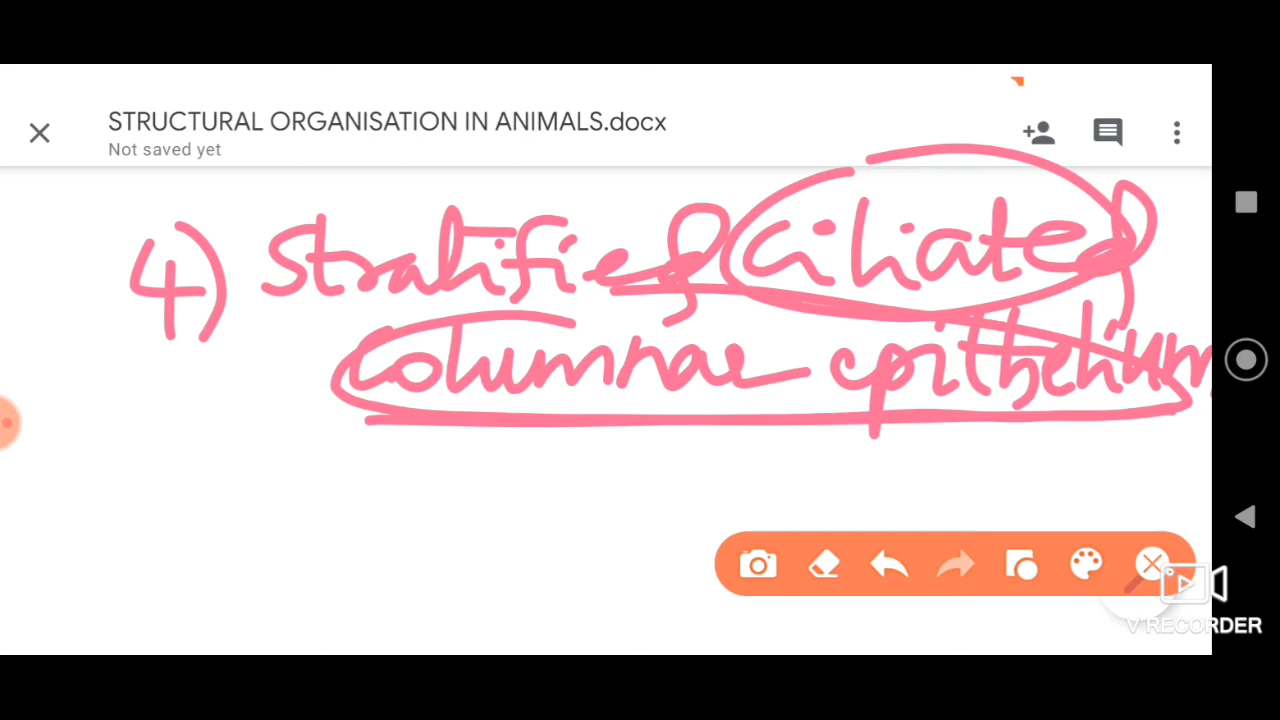 STRUCTURAL ORGANISATION IN ANIMALS.docx
Not saved yet
4) Stratified ciliated
columnar epithelium
V RECORDER